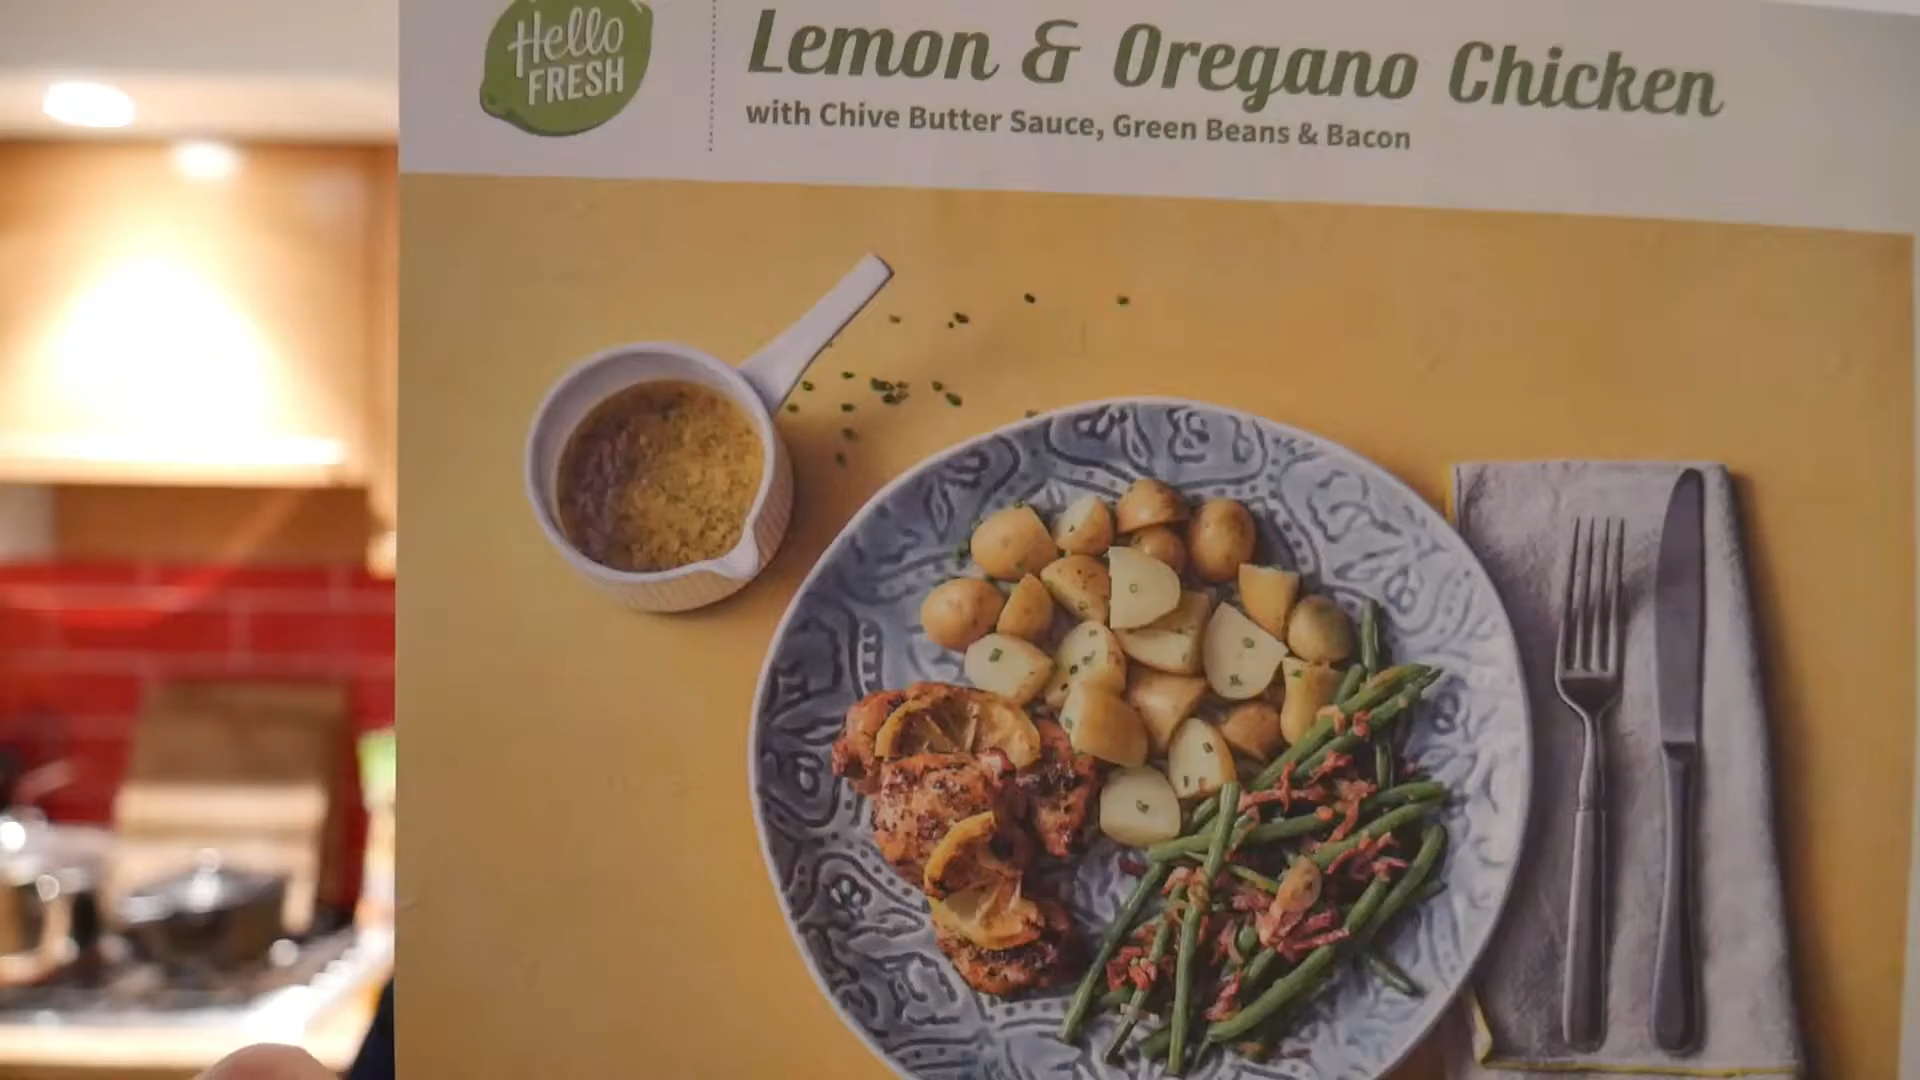 Hello
FRESH
Lemon & Oregano Chicken
with Chive Butter Sauce, Green Beans & Bacon